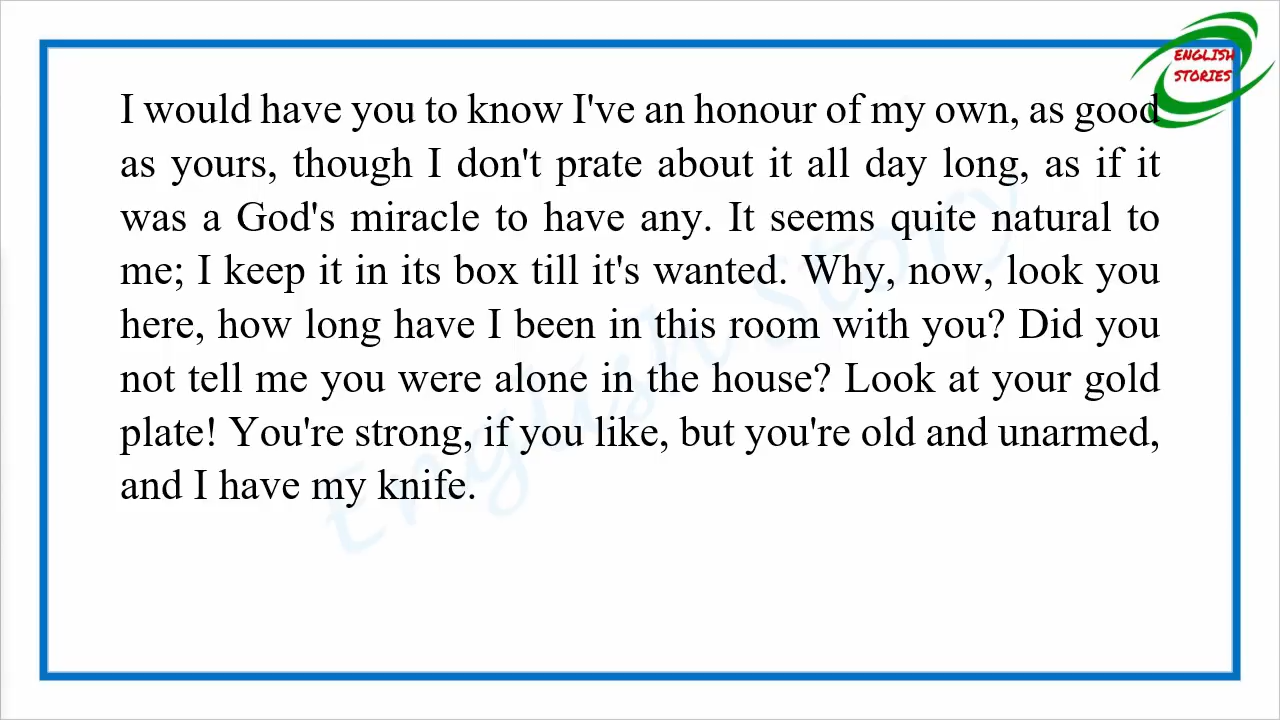 ENGLISH
STORIES
I would have you to know I've an honour of my own, as good
as yours, though I don't prate about it all day long, as if it
was a God's miracle to have any. It seems quite natural to
me; I keep it in its box till it's wanted. Why, now, look you
here, how long have I been in this room with you? Did you
not tell me you were alone in the house? Look at your gold
plate! You're strong, if you like, but you're old and unarmed,
and I have my knife.
English Story